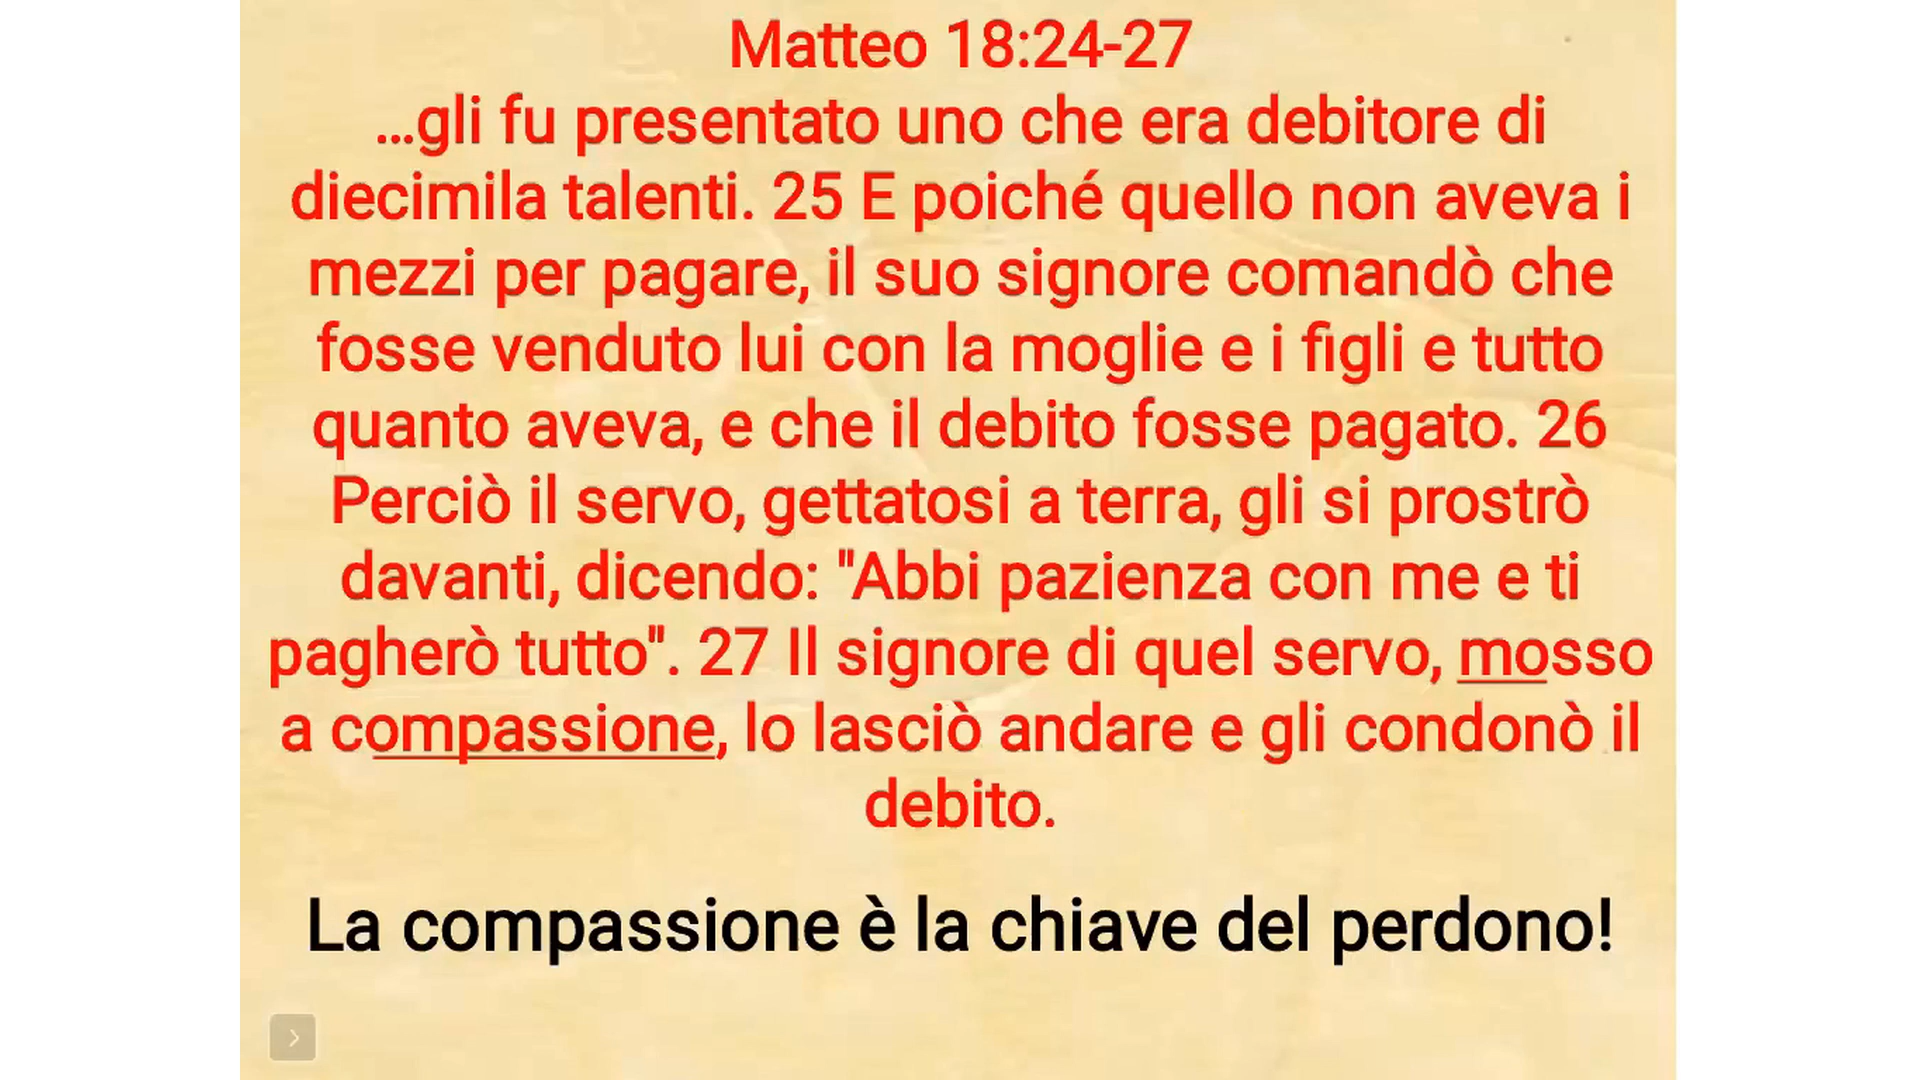 Matteo 18:24-27
...gli fu presentato uno che era debitore di
diecimila talenti. 25 E poiché quello non aveva i
mezzi per pagare, il suo signore comandò che
fosse venduto lui con la moglie e i figli e tutto
quanto aveva, e che il debito fosse pagato. 26
Perciò il servo, gettatosi a terra, gli si prostrò
davanti, dicendo: "Abbi pazienza con me e ti
pagherò tutto". 27 Il signore di quel servo, mosso
a compassione, lo lasciò andare e gli condonò il
debito.
La compassione è la chiave del perdono!